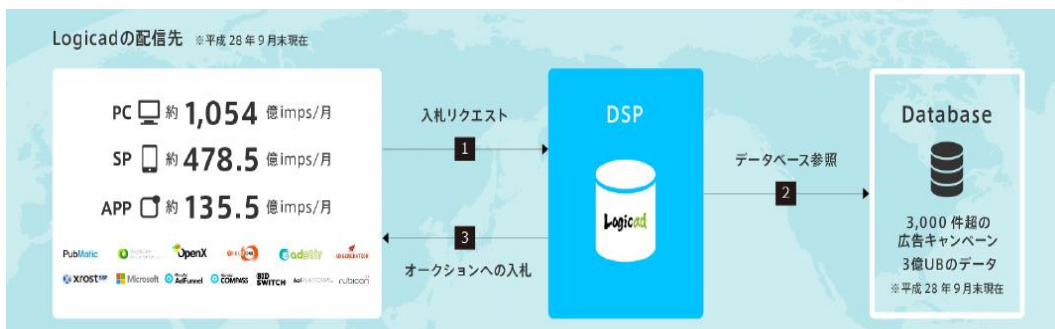 Logicadの配信先 ※平成28年9月末現在
PC 約 1,054 億imps/月
SP 約 478.5 億imps/月
APP 約 135.5 億imps/月
PubMatic OpenX adstir
xrost SSP Microsoft AdFunnel COMPASS BID SWITCH rubicon
入札リクエスト
1
3
オークションへの入札
DSP
Logicad
データベース参照
2
Database
3,000 件超の
広告キャンペーン
3億UBのデータ
※平成28年9月末現在